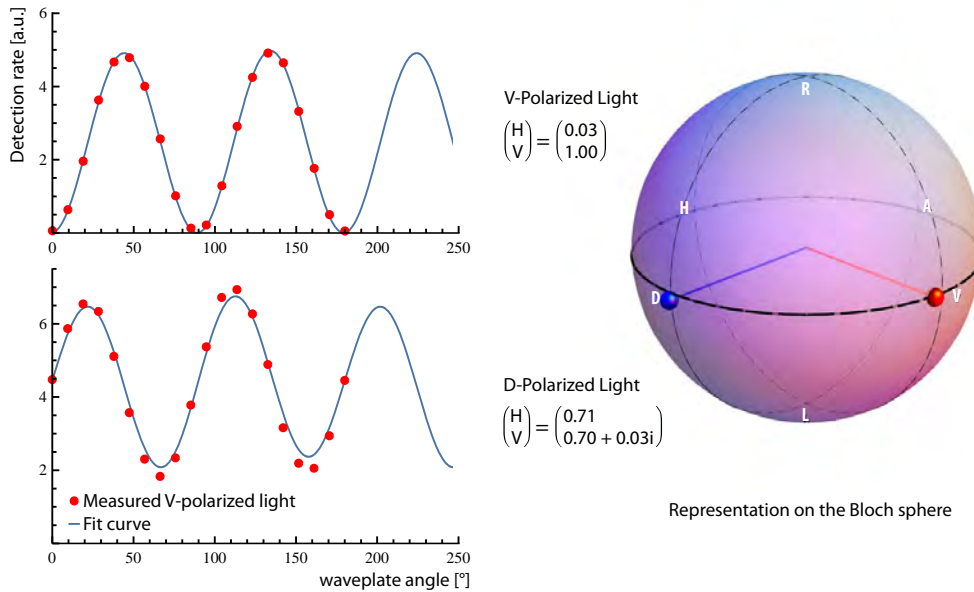 Detection rate [a.u.]
6
4
2
0
50
100
150
200
250
6
4
2
Measured V-polarized light
Fit curve
0
50
100
150
200
250
waveplate angle [°]
V-Polarized Light
(H V) = (0.03 1.00)
D-Polarized Light
(H V) = (0.71 0.70 + 0.03i)
R
H
A
D
V
L
Representation on the Bloch sphere